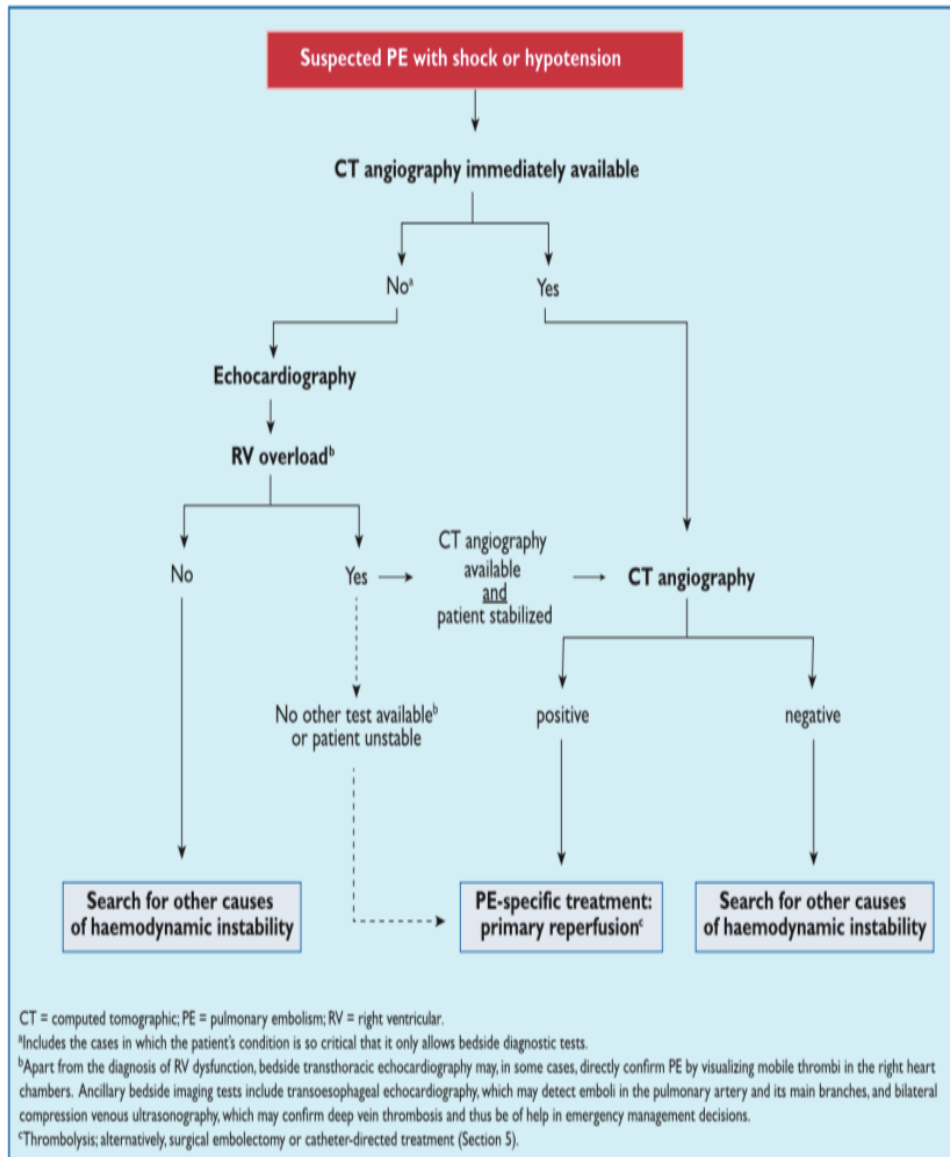 Suspected PE with shock or hypotension
CT angiography immediately available
Noᵃ
Yes
Echocardiography
RV overloadᵇ
No
Yes
CT angiography
available
and
patient stabilized
CT angiography
No other test availableᵇ
or patient unstable
positive
negative
Search for other causes
of haemodynamic instability
PE-specific treatment:
primary reperfusionᶜ
Search for other causes
of haemodynamic instability
CT = computed tomographic; PE = pulmonary embolism; RV = right ventricular.
ᵃIncludes the cases in which the patient's condition is so critical that it only allows bedside diagnostic tests.
ᵇApart from the diagnosis of RV dysfunction, bedside transthoracic echocardiography may, in some cases, directly confirm PE by visualizing mobile thrombi in the right heart
chambers. Ancillary bedside imaging tests include transoesophageal echocardiography, which may detect emboli in the pulmonary artery and its main branches, and bilateral
compression venous ultrasonography, which may confirm deep vein thrombosis and thus be of help in emergency management decisions.
ᶜThrombolysis; alternatively, surgical embolectomy or catheter-directed treatment (Section 5).